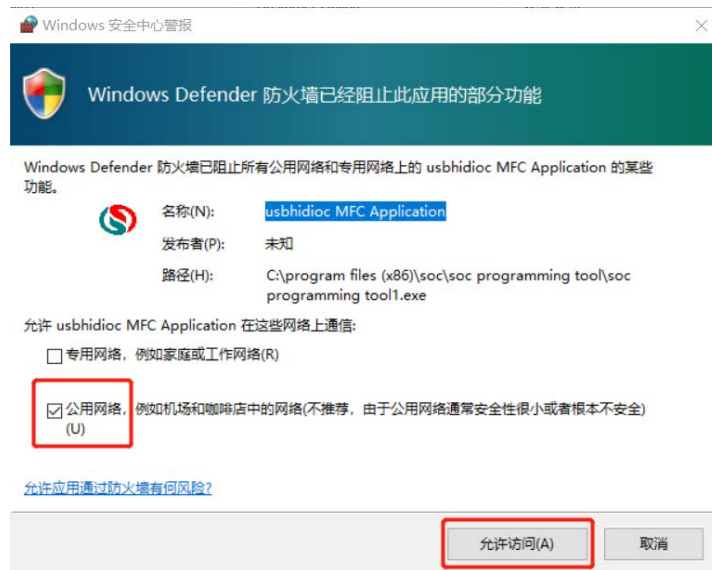 Windows 安全中心警报
Windows Defender 防火墙已经阻止此应用的部分功能
Windows Defender 防火墙已阻止所有公用网络和专用网络上的 usbhidioc MFC Application 的某些
功能。
名称(N): usbhidioc MFC Application
发布者(P): 未知
路径(H): C:\program files (x86)\soc\soc programming tool\soc
programming tool1.exe
允许 usbhidioc MFC Application 在这些网络上通信:
专用网络，例如家庭或工作网络(R)
公用网络，例如机场和咖啡店中的网络(不推荐，由于公用网络通常安全性很小或者根本不安全)
(U)
允许应用通过防火墙有何风险?
允许访问(A) 取消